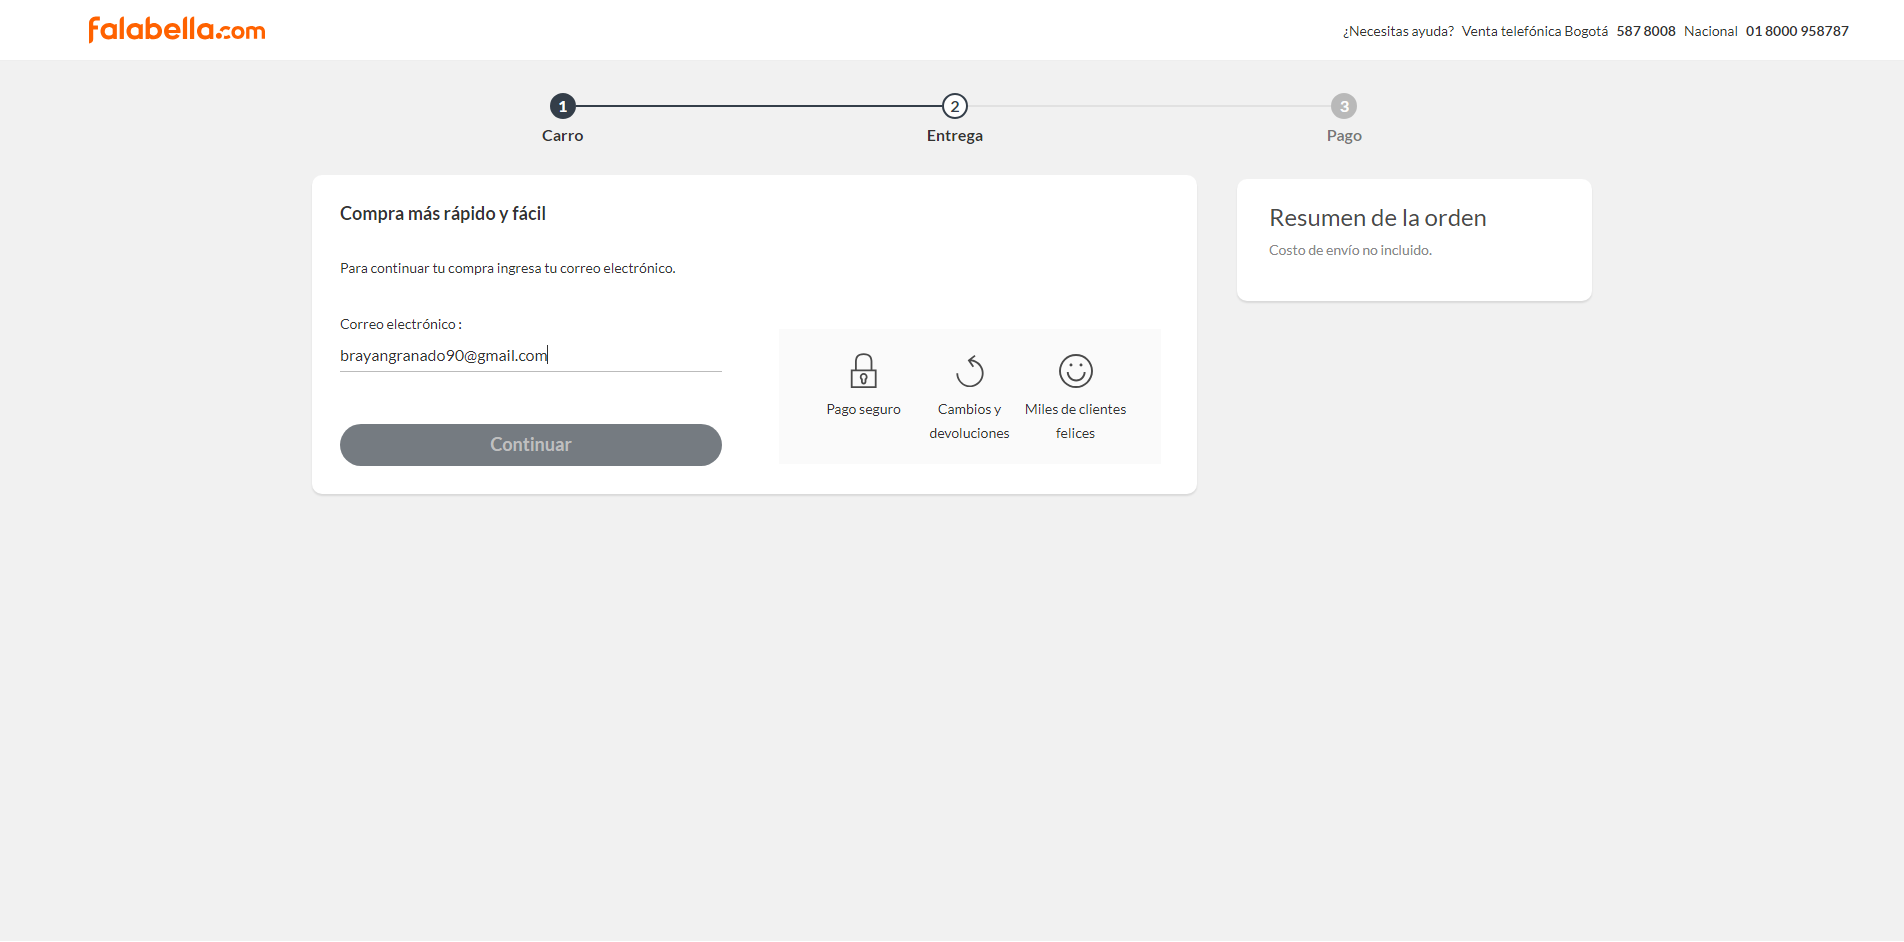 falabella.com
¿Necesitas ayuda? Venta telefónica Bogotá 587 8008 Nacional 01 8000 958787
1
2
3
Carro
Entrega
Pago
Compra más rápido y fácil
Para continuar tu compra ingresa tu correo electrónico.
Correo electrónico :
brayangranado90@gmail.com
Continuar
Pago seguro
Cambios y
devoluciones
Miles de clientes
felices
Resumen de la orden
Costo de envío no incluido.